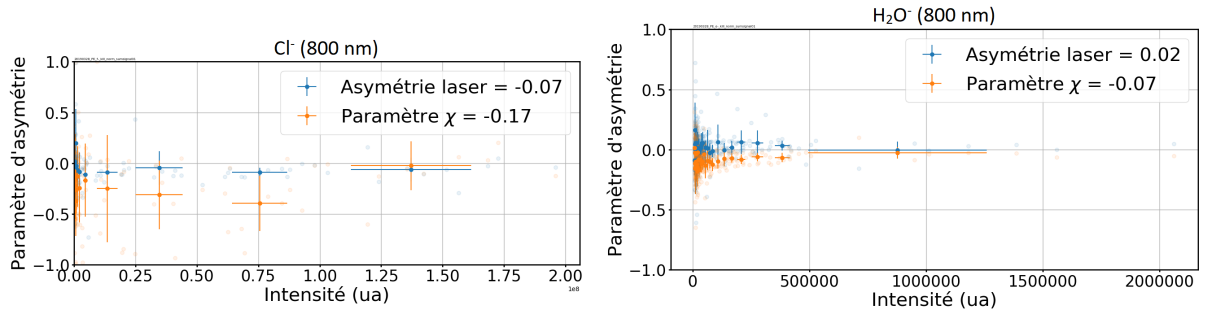 Cl⁻ (800 nm)
Paramètre d'asymétrie
1.0
0.5
0.0
−0.5
−1.0
Asymétrie laser = -0.07
Paramètre χ = -0.17
0.00 0.25 0.50 0.75 1.00 1.25 1.50 1.75 2.00
1e8
Intensité (ua)
H₂O⁻ (800 nm)
Paramètre d'asymétrie
1.0
0.5
0.0
−0.5
−1.0
Asymétrie laser = 0.02
Paramètre χ = -0.07
0 500000 1000000 1500000 2000000
Intensité (ua)